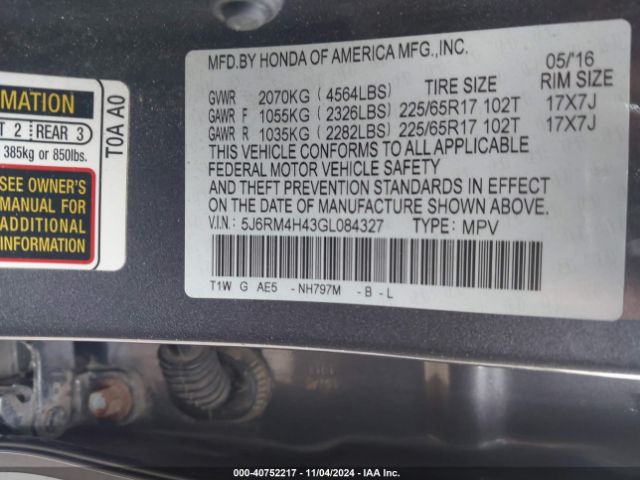 MATION
T 2 REAR 3
385kg or 850lbs.
SEE OWNER'S
MANUAL FOR
ADDITIONAL
INFORMATION
T0A A0
MFD.BY HONDA OF AMERICA MFG.,INC. 05/'16
GVWR 2070KG (4564LBS) TIRE SIZE RIM SIZE
GAWR F 1055KG (2326LBS) 225/65R17 102T 17X7J
GAWR R 1035KG (2282LBS) 225/65R17 102T 17X7J
THIS VEHICLE CONFORMS TO ALL APPLICABLE
FEDERAL MOTOR VEHICLE SAFETY
AND THEFT PREVENTION STANDARDS IN EFFECT
ON THE DATE OF MANUFACTURE SHOWN ABOVE.
V.I.N.: 5J6RM4H43GL084327 TYPE: MPV
T1W G AE5 -NH797M -B-L
000-40752217 - 11/04/2024 - IAAI.com